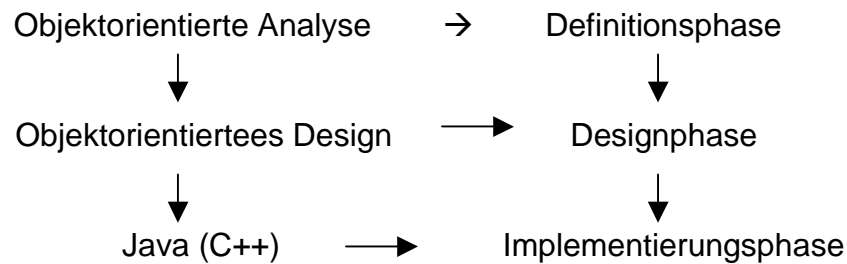 Objektorientierte Analyse → Definitionsphase
Objektorientiertees Design Designphase
Java (C++) Implementierungsphase